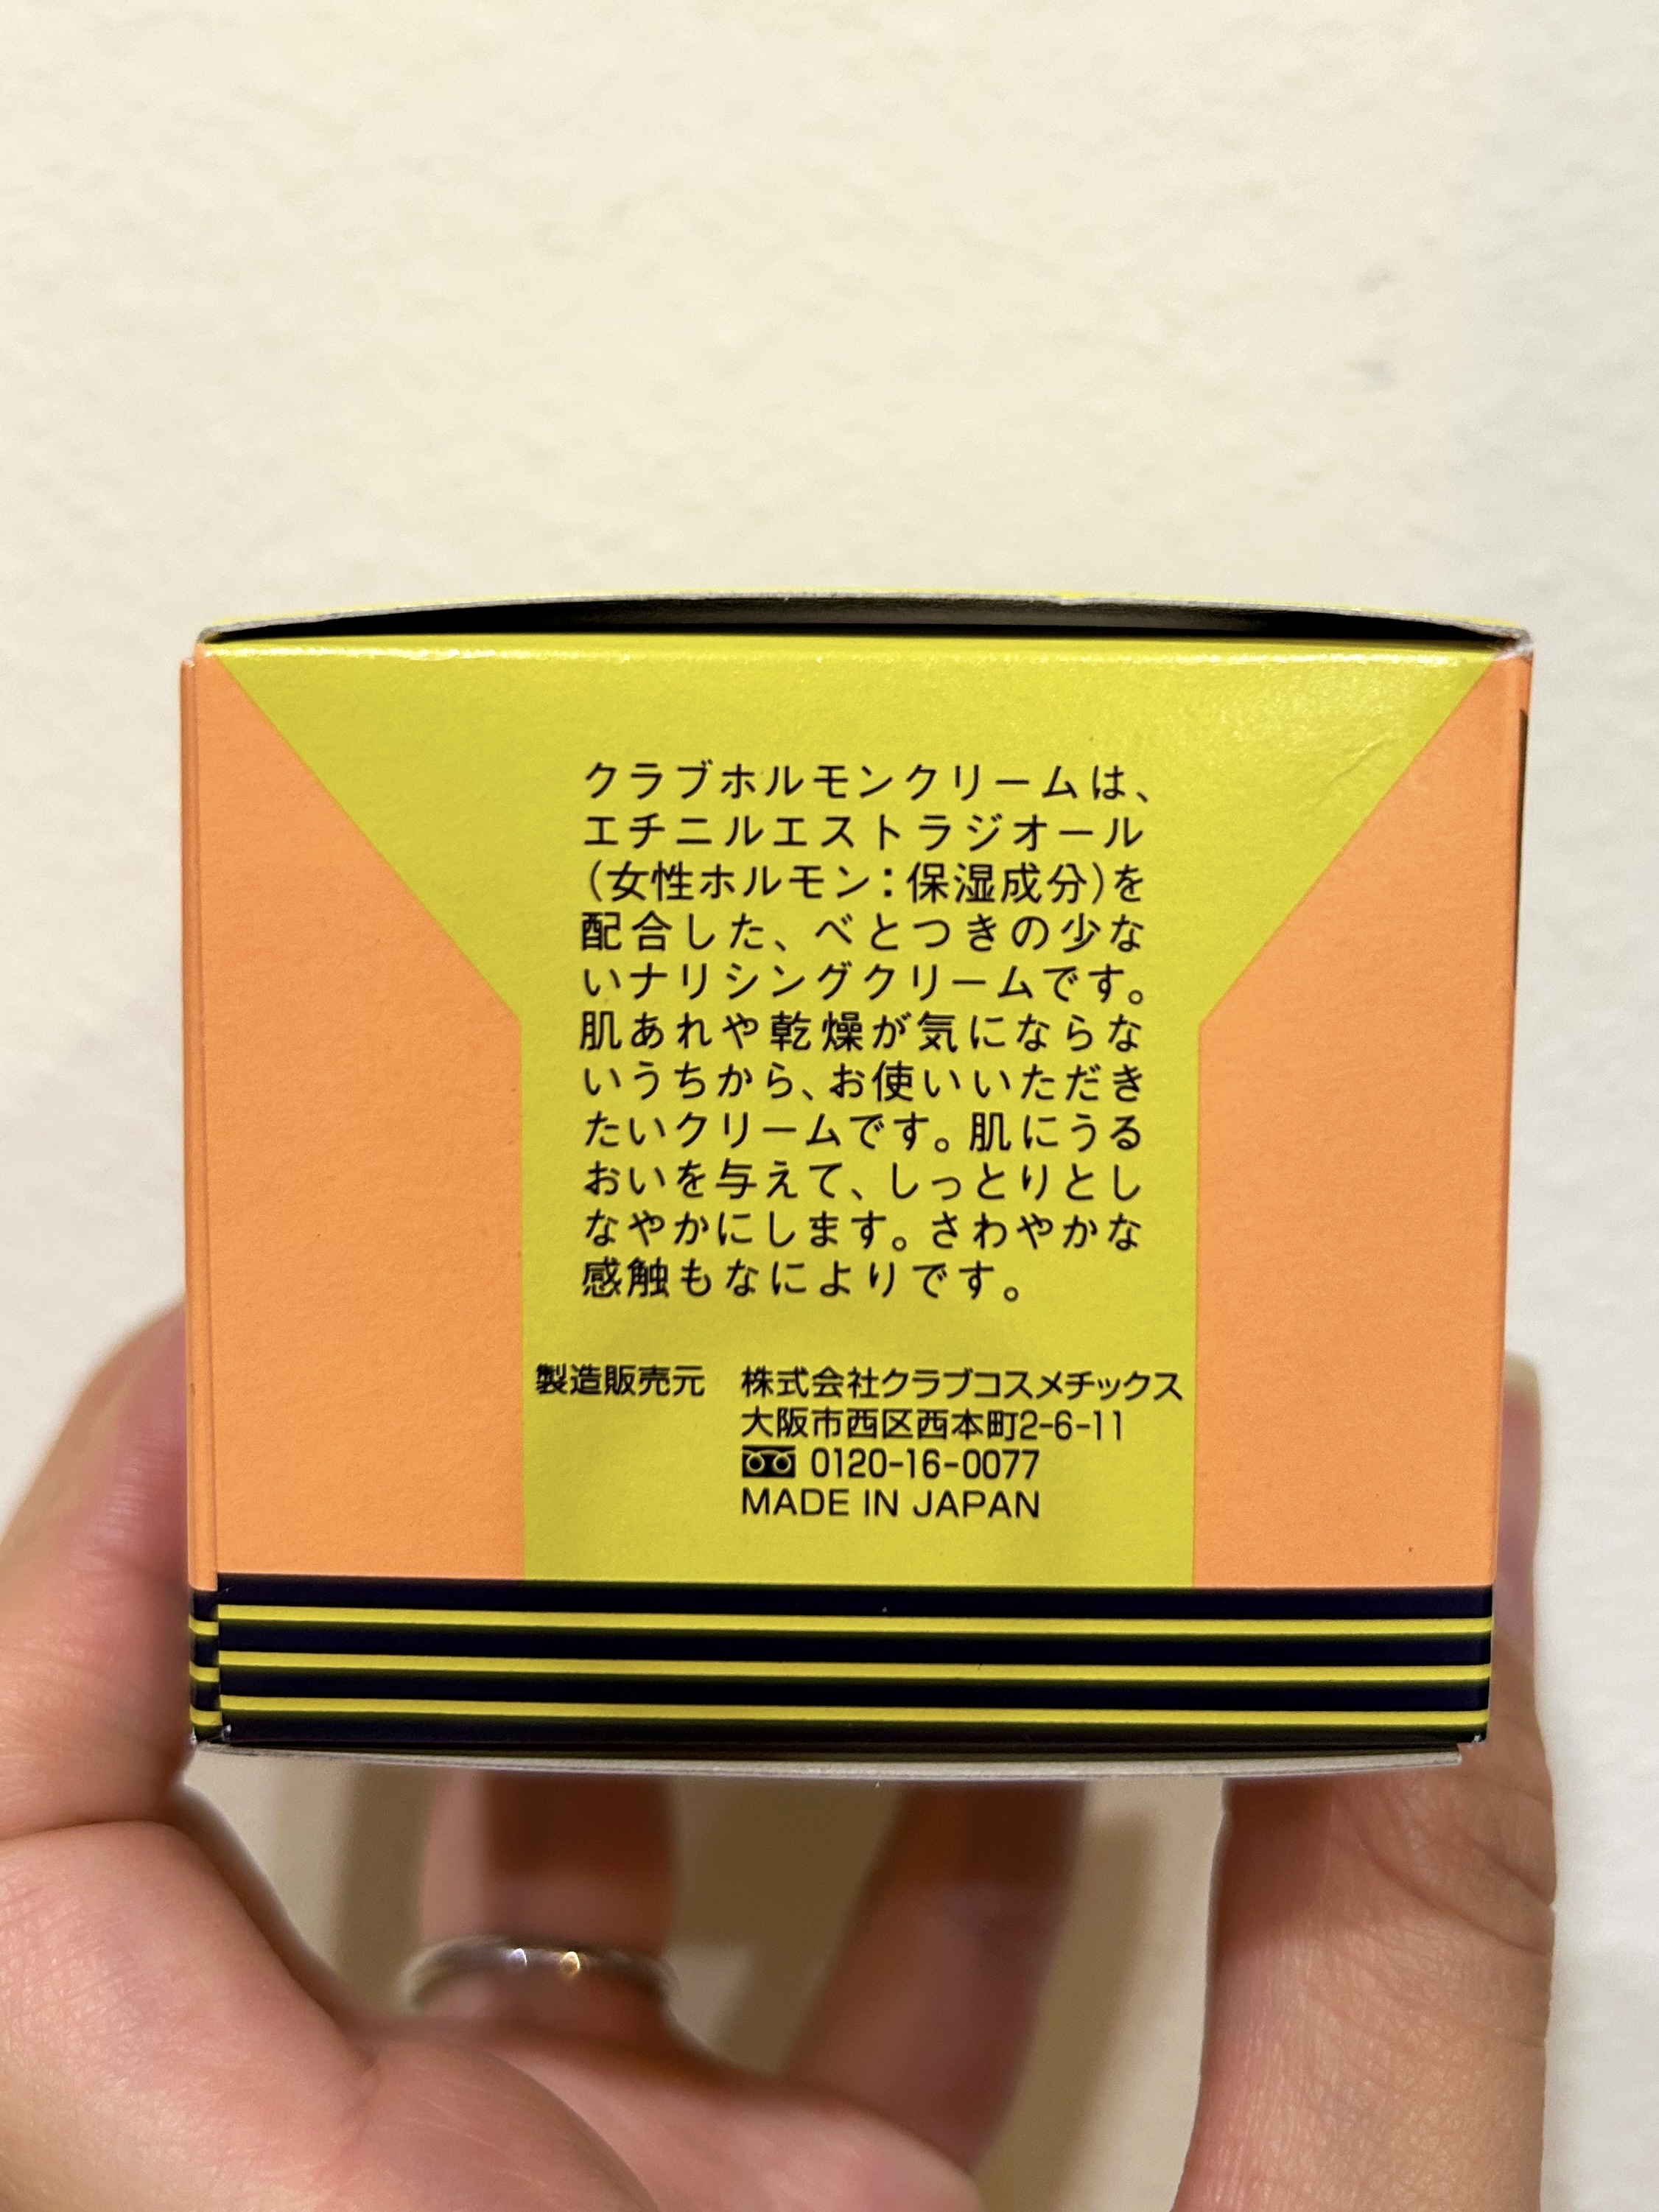 クラブホルモンクリームは、
エチニルエストラジオール
（女性ホルモン：保湿成分）を
配合した、べとつきの少な
いナリシングクリームです。
肌あれや乾燥が気にならな
いうちから、お使いいただき
たいクリームです。肌にうる
おいを与えて、しっとりとし
なやかにします。さわやかな
感触もなによりです。
製造販売元 株式会社クラブコスメチックス
大阪市西区西本町2-6-11
0120-16-0077
MADE IN JAPAN